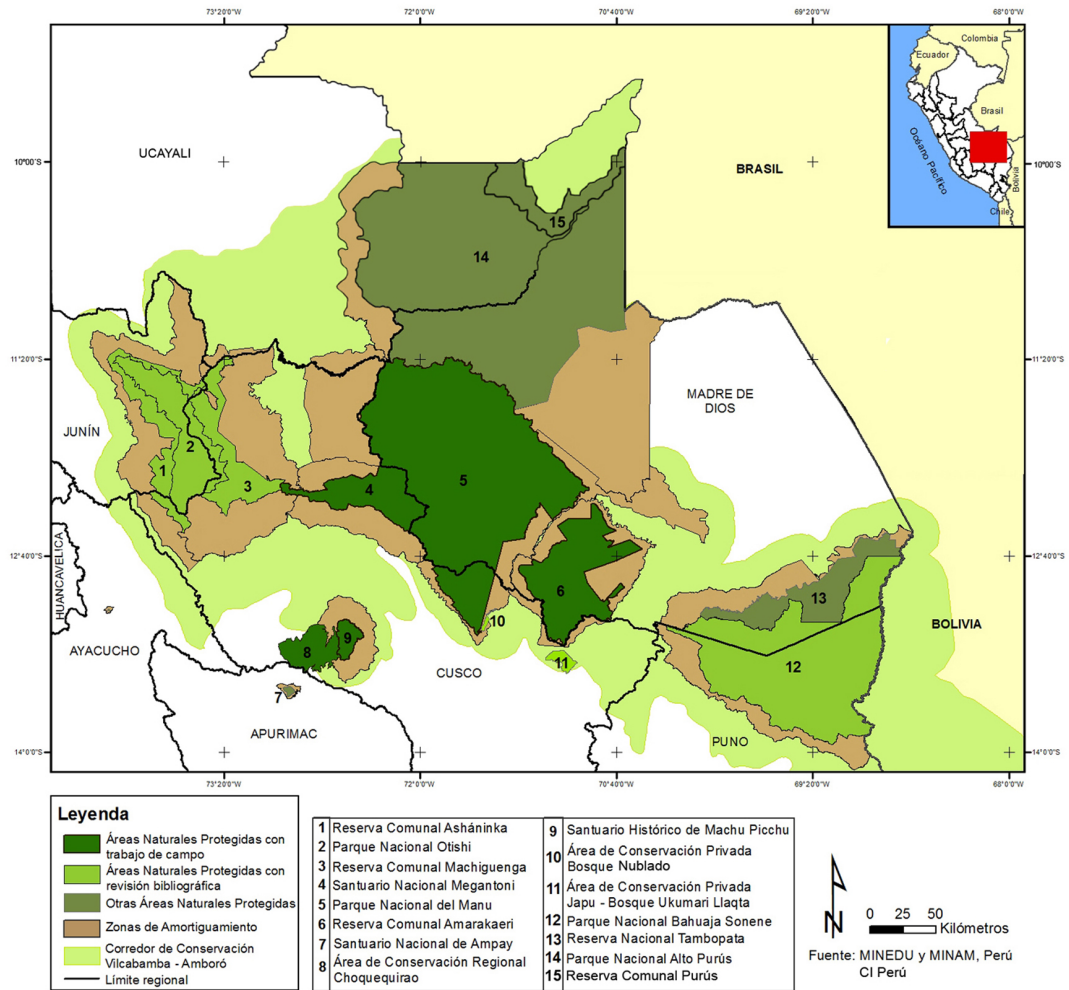 73°20'0"W
72°0'0"W
70°40'0"W
69°20'0"W
68°0'0"W
Colombia
Ecuador
Brasil
Océano Pacífico
Bolivia
Chile
10°00'S
UCAYALI
BRASIL
10°00'S
15
14
11°20'S
11°20'S
MADRE DE
DIOS
JUNÍN
2
1
3
4
5
12°40'S
12°40'S
HUANCAVELICA
6
13
10
BOLIVIA
AYACUCHO
9
8
11
12
CUSCO
7
APURIMAC
PUNO
14°0'0"S
14°0'0"S
73°20'0"W
72°0'0"W
70°40'0"W
69°20'0"W
68°0'0"W
Leyenda
Áreas Naturales Protegidas con
trabajo de campo
Áreas Naturales Protegidas con
revisión bibliográfica
Otras Áreas Naturales Protegidas
Zonas de Amortiguamiento
Corredor de Conservación
Vilcabamba - Amboró
Límite regional
1 Reserva Comunal Asháninka
2 Parque Nacional Otishi
3 Reserva Comunal Machiguenga
4 Santuario Nacional Megantoni
5 Parque Nacional del Manu
6 Reserva Comunal Amarakaeri
7 Santuario Nacional de Ampay
8 Área de Conservación Regional
Choquequirao
9 Santuario Histórico de Machu Picchu
10 Área de Conservación Privada
Bosque Nublado
11 Área de Conservación Privada
Japu - Bosque Ukumari Llaqta
12 Parque Nacional Bahuaja Sonene
13 Reserva Nacional Tambopata
14 Parque Nacional Alto Purús
15 Reserva Comunal Purús
N
0 25 50
Kilómetros
Fuente: MINEDU y MINAM, Perú
CI Perú